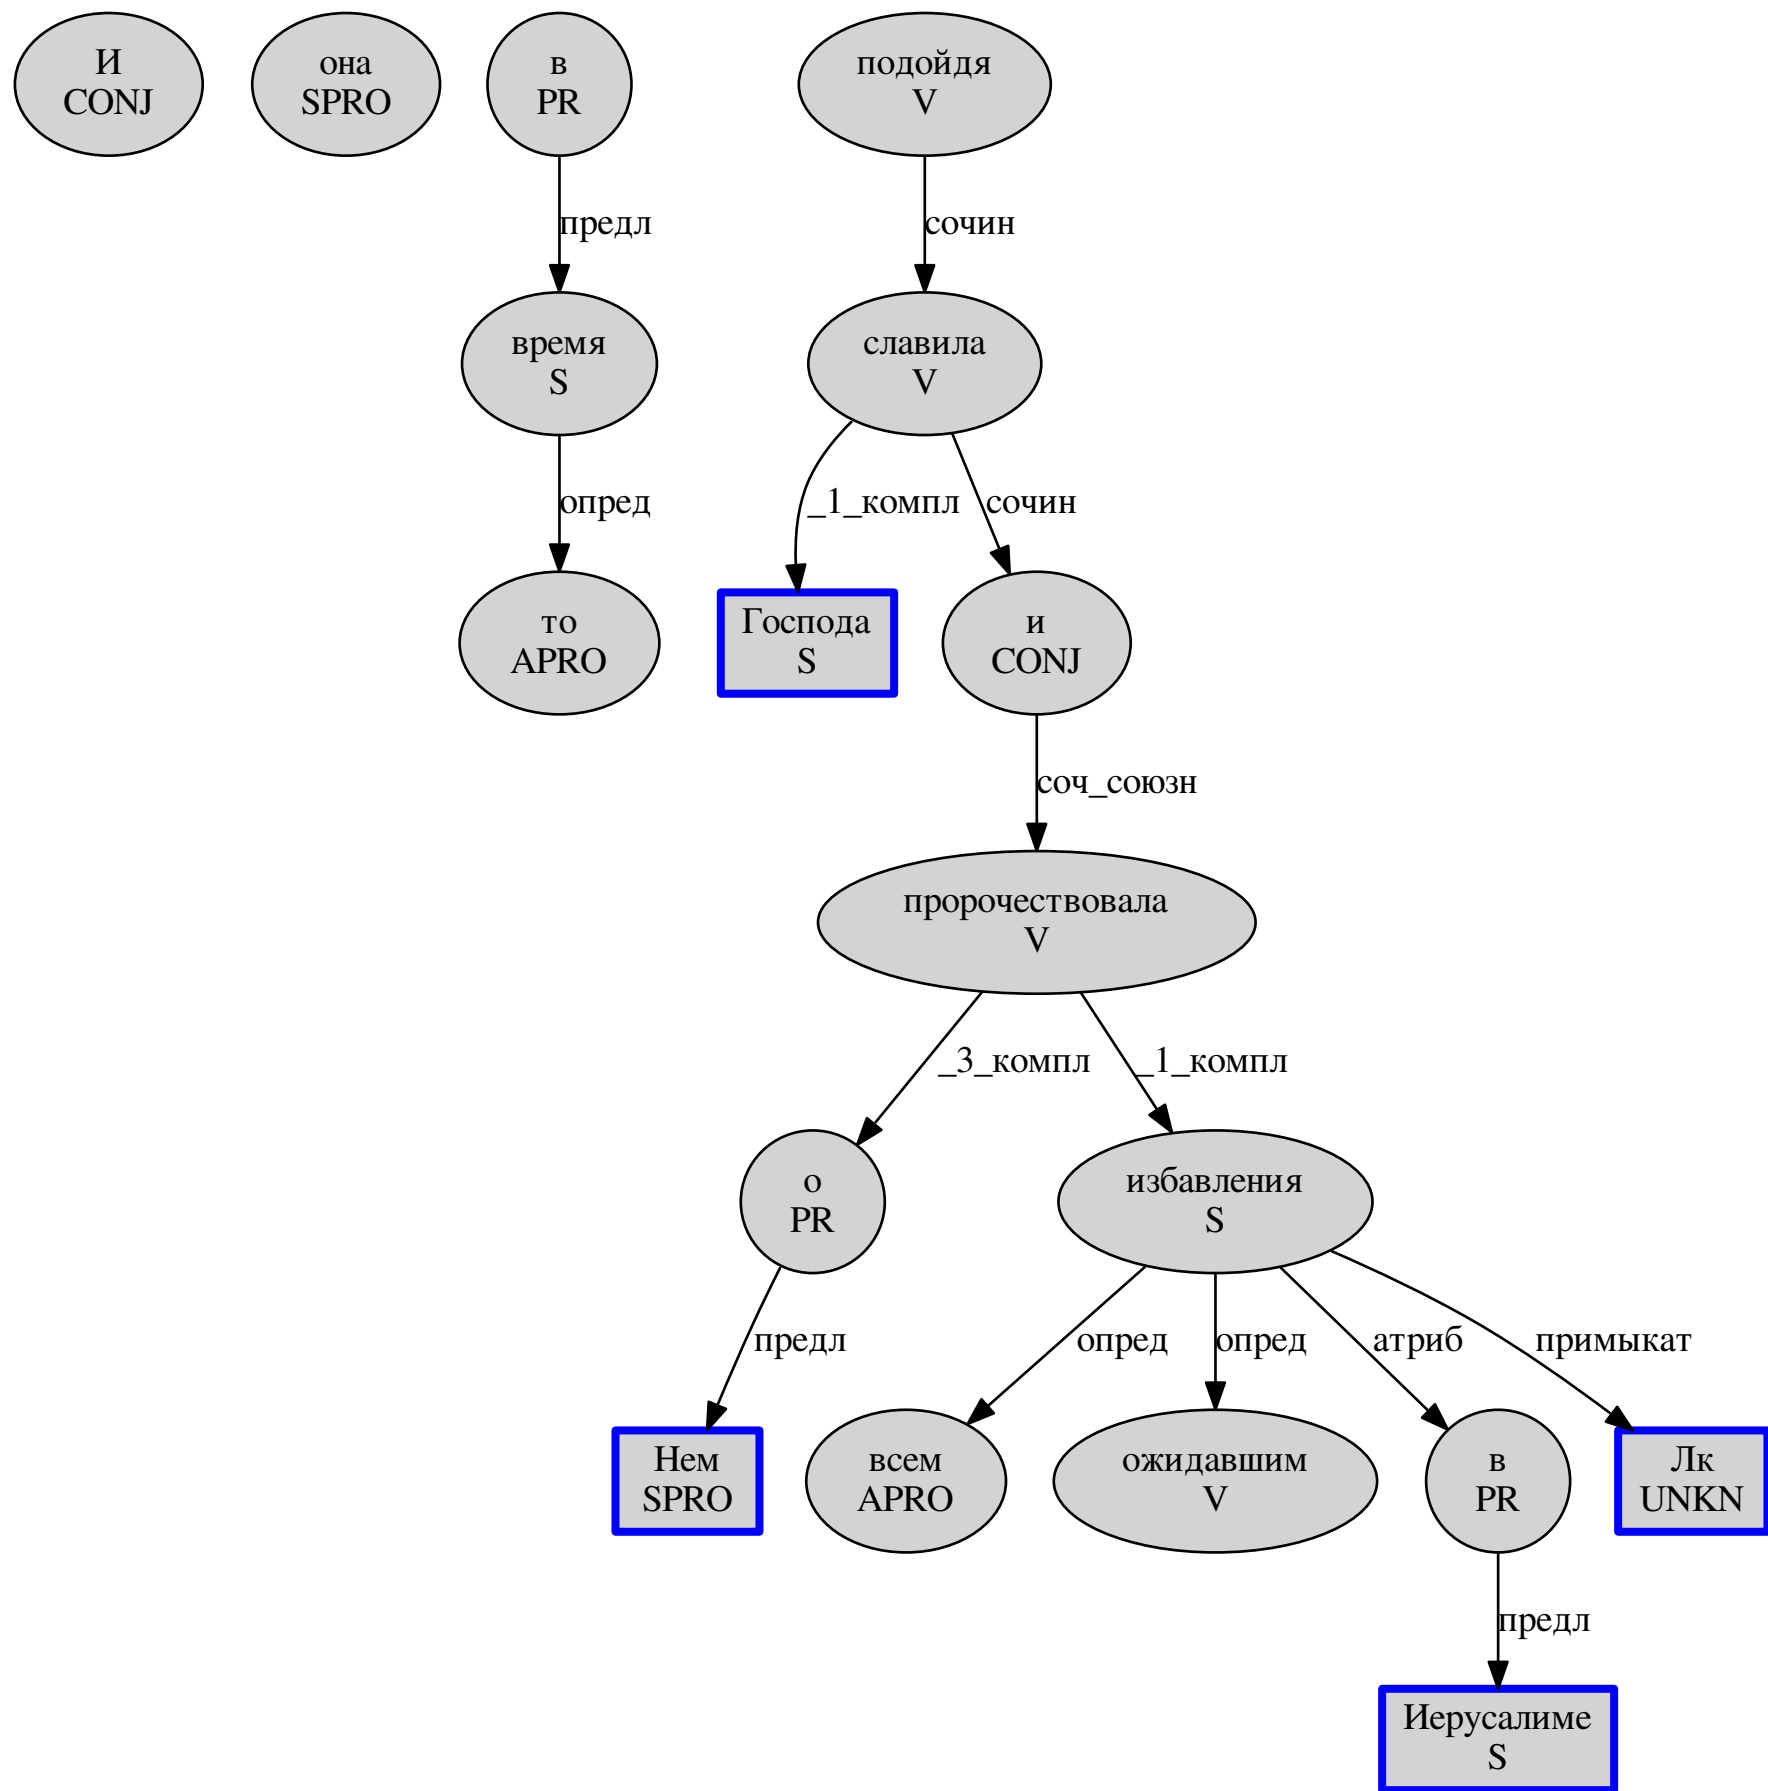 И
CONJ
она
SPRO
в
PR
подойдя
V
предл
сочин
время
S
славила
V
опред
_1_компл
сочин
то
APRO
Господа
S
и
CONJ
соч_союзн
пророчествовала
V
_3_компл
_1_компл
о
PR
избавления
S
предл
опред
опред
атриб
примыкат
Нем
SPRO
всем
APRO
ожидавшим
V
в
PR
Лк
UNKN
предл
Иерусалиме
S